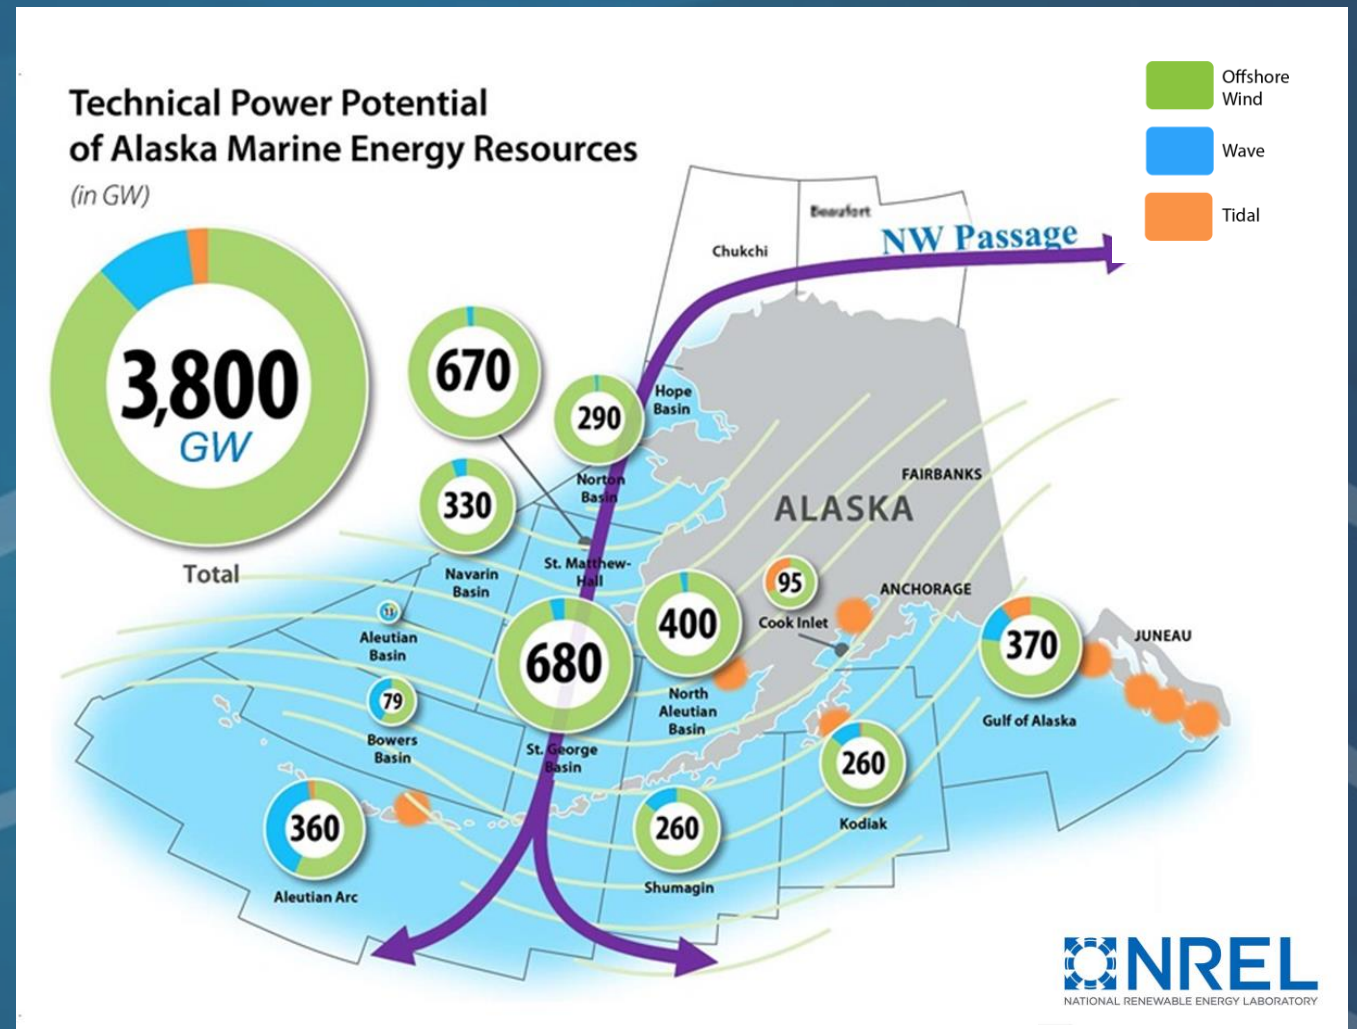 Technical Power Potential
of Alaska Marine Energy Resources
(in GW)
Offshore
Wind
Wave
Tidal
Beaufort
NW Passage
Chukchi
3,800
GW
Total
670
290
Hope
Basin
Norton
Basin
330
Navarin
Basin
St. Matthew-
Hall
FAIRBANKS
ALASKA
95
Cook Inlet
ANCHORAGE
Aleutian
Basin
400
North
Aleutian
Basin
680
St. George
Basin
370
Gulf of Alaska
JUNEAU
79
Bowers
Basin
260
Kodiak
360
Aleutian Arc
260
Shumagin
NREL
NATIONAL RENEWABLE ENERGY LABORATORY